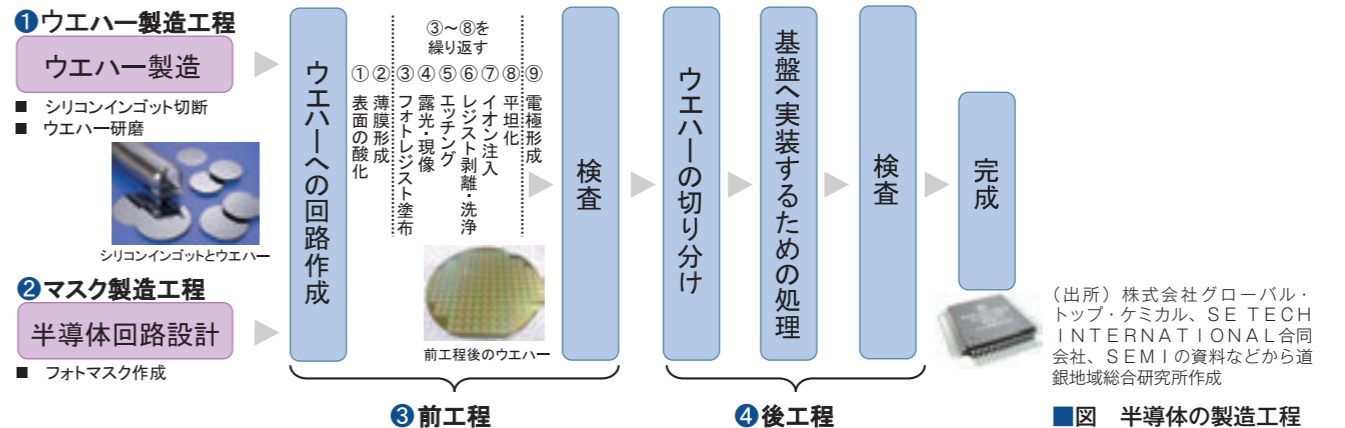 ❶ウエハー製造工程
ウエハー製造
■ シリコンインゴット切断
■ ウエハー研磨
シリコンインゴットとウエハー
❷マスク製造工程
半導体回路設計
■ フォトマスク作成
ウエハーへの回路作成
③〜⑧を
繰り返す
①表面の酸化
②薄膜形成
③フォトレジスト塗布
④露光・現像
⑤エッチング
⑥レジスト剥離・洗浄
⑦イオン注入
⑧平坦化
⑨電極形成
前工程後のウエハー
検査
❸前工程
ウエハーの切り分け
基盤へ実装するための処理
検査
❹後工程
完成
（出所）株式会社グローバル・
トップ・ケミカル、SE TECH
INTERNATIONAL合同
会社、SEMIの資料などから道
銀地域総合研究所作成
■図 半導体の製造工程